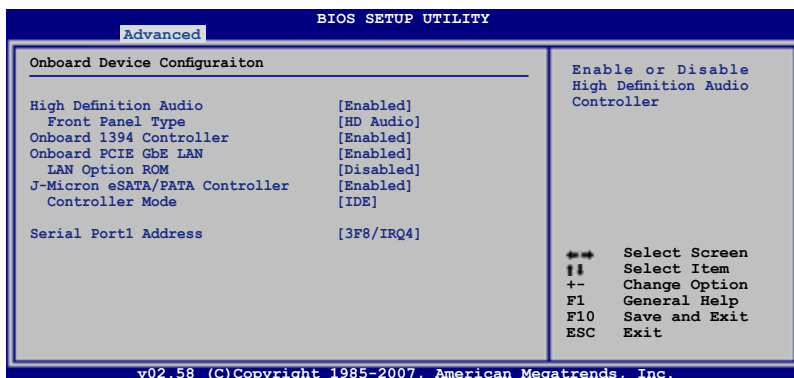 BIOS SETUP UTILITY
Advanced
Onboard Device Configuraiton
High Definition Audio [Enabled]
Front Panel Type [HD Audio]
Onboard 1394 Controller [Enabled]
Onboard PCIE GbE LAN [Enabled]
LAN Option ROM [Disabled]
J-Micron eSATA/PATA Controller [Enabled]
Controller Mode [IDE]
Serial Port1 Address [3F8/IRQ4]
Enable or Disable
High Definition Audio
Controller
←→ Select Screen
↑↓ Select Item
+- Change Option
F1 General Help
F10 Save and Exit
ESC Exit
v02.58 (C)Copyright 1985-2007, American Megatrends, Inc.